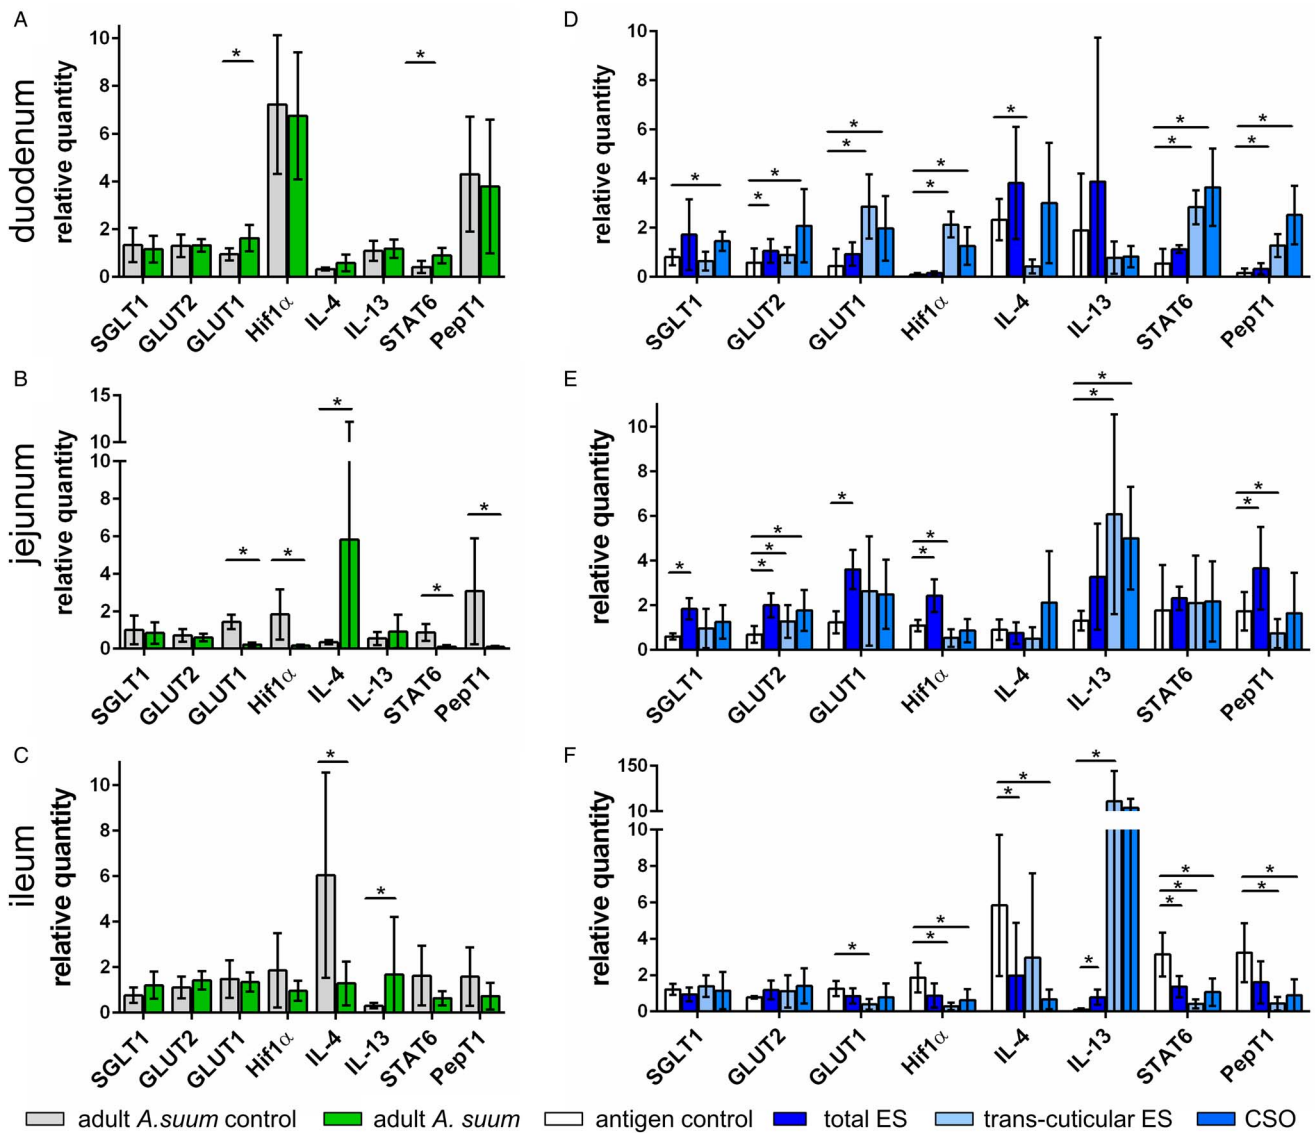 A
duodenum
relative quantity
10
8
6
4
2
0
*
*
SGLT1
GLUT2
GLUT1
Hif1α
IL-4
IL-13
STAT6
PepT1
D
relative quantity
10
8
6
4
2
0
*
*
*
*
*
*
*
*
*
*
*
*
SGLT1
GLUT2
GLUT1
Hif1α
IL-4
IL-13
STAT6
PepT1
B
jejunum
relative quantity
15
10
10
8
6
4
2
0
*
*
*
*
*
SGLT1
GLUT2
GLUT1
Hif1α
IL-4
IL-13
STAT6
PepT1
E
relative quantity
10
8
6
4
2
0
*
*
*
*
*
*
*
*
*
*
*
SGLT1
GLUT2
GLUT1
Hif1α
IL-4
IL-13
STAT6
PepT1
C
ileum
relative quantity
10
8
6
4
2
0
*
*
SGLT1
GLUT2
GLUT1
Hif1α
IL-4
IL-13
STAT6
PepT1
F
relative quantity
150
10
10
8
6
4
2
0
*
*
*
*
*
*
*
*
*
*
*
*
SGLT1
GLUT2
GLUT1
Hif1α
IL-4
IL-13
STAT6
PepT1
adult A.suum control adult A. suum antigen control total ES trans-cuticular ES CSO